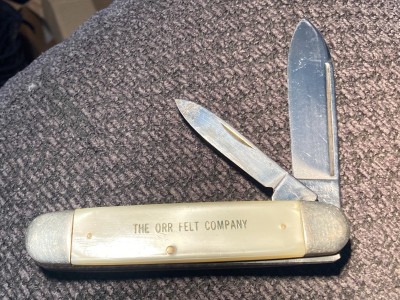 THE ORR FELT COMPANY